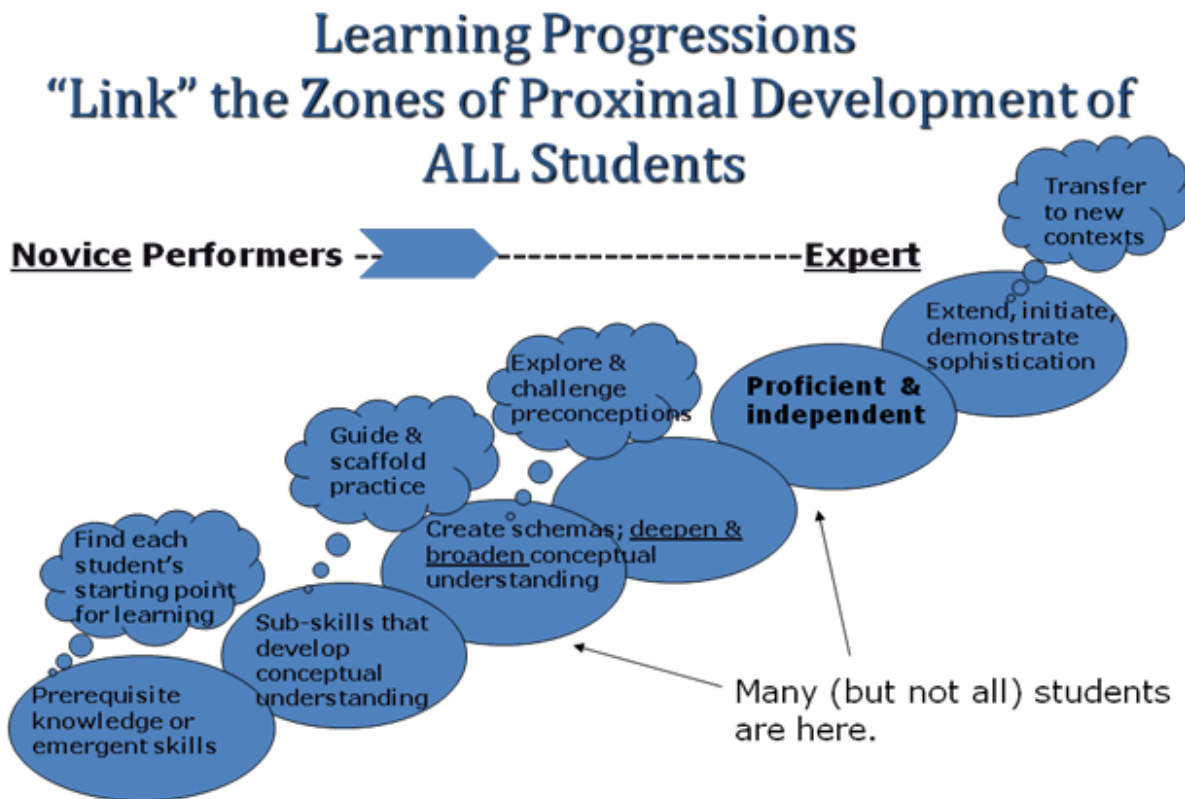 Learning Progressions
“Link” the Zones of Proximal Development of
ALL Students
Novice Performers
Expert
Transfer
to new
contexts
Extend, initiate,
demonstrate
sophistication
Explore &
challenge
preconceptions
Proficient &
independent
Guide &
scaffold
practice
Create schemas; deepen &
broaden conceptual
understanding
Find each
student’s
starting point
for learning
Sub-skills that
develop
conceptual
understanding
Prerequisite
knowledge or
emergent skills
Many (but not all) students
are here.